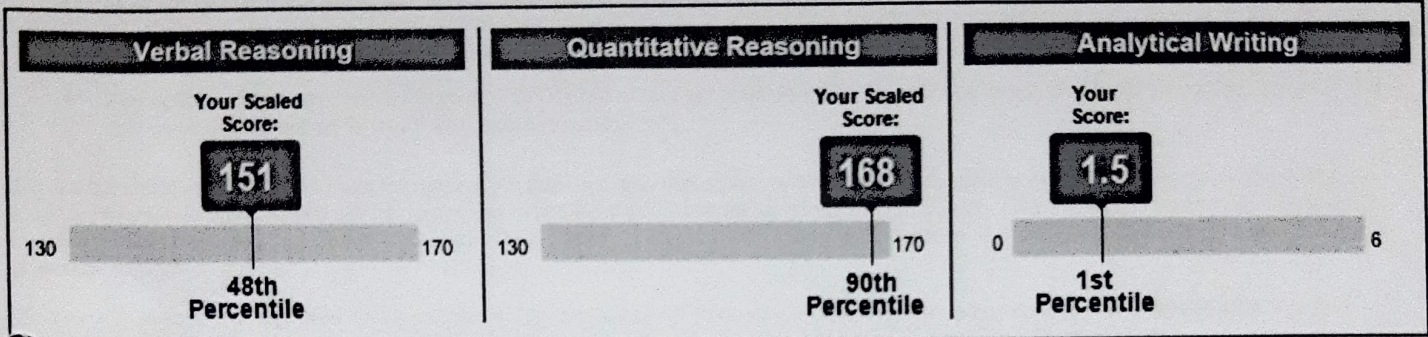 Verbal Reasoning
Your Scaled
Score:
151
130
170
48th
Percentile
Quantitative Reasoning
Your Scaled
Score:
168
130
170
90th
Percentile
Analytical Writing
Your
Score:
1.5
0
6
1st
Percentile